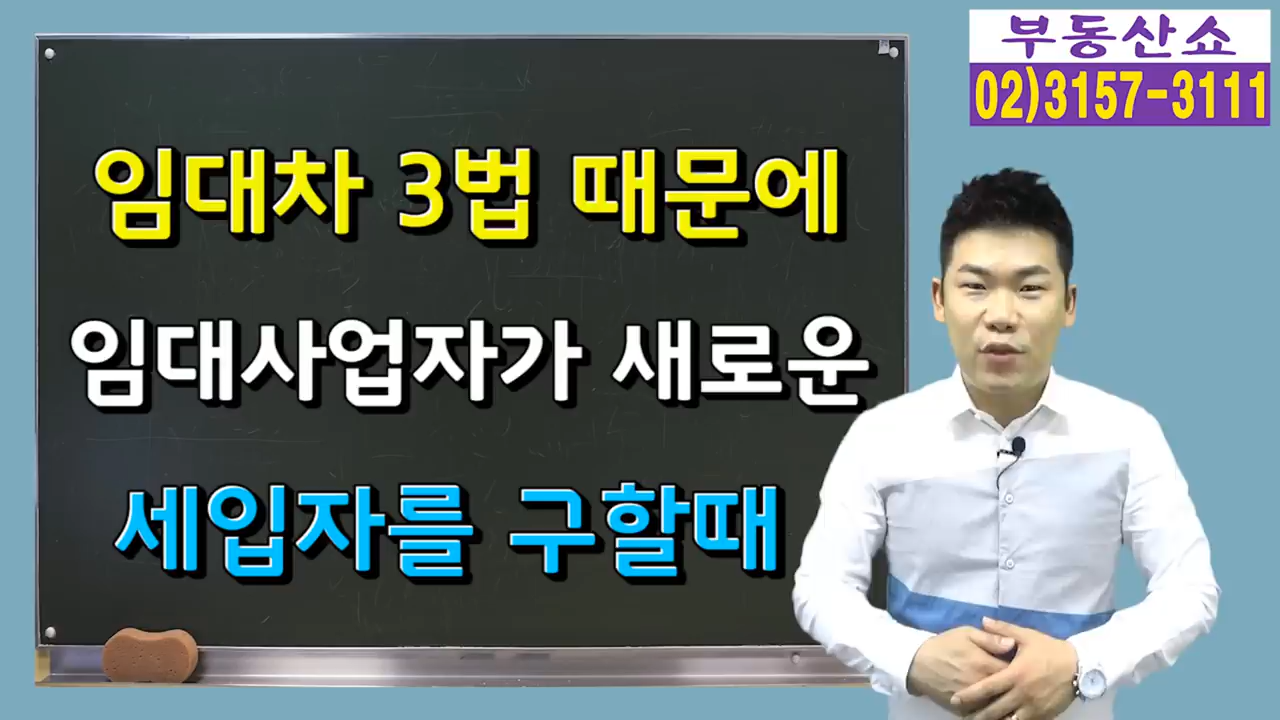 부동산쇼
02)3157-3111
임대차 3법 때문에
임대사업자가 새로운
세입자를 구할때